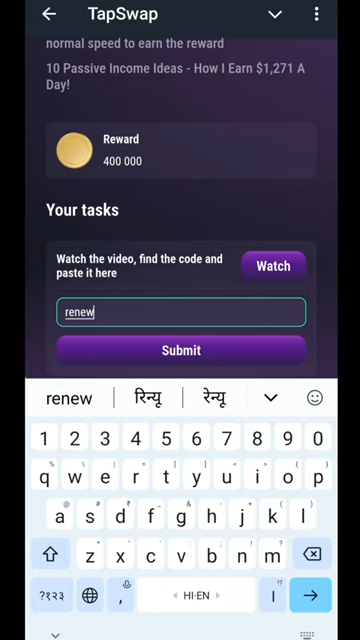 TapSwap
normal speed to earn the reward
10 Passive Income Ideas - How I Earn $1,271 A
Day!
Reward
400 000
Your tasks
Watch the video, find the code and
paste it here
Watch
renew
Submit
renew रिन्यू रेन्यू
1 2 3 4 5 6 7 8 9 0
q w e r t y u i o p
a s d f g h j k l
z x c v b n m
?१२३ , HI·EN ।